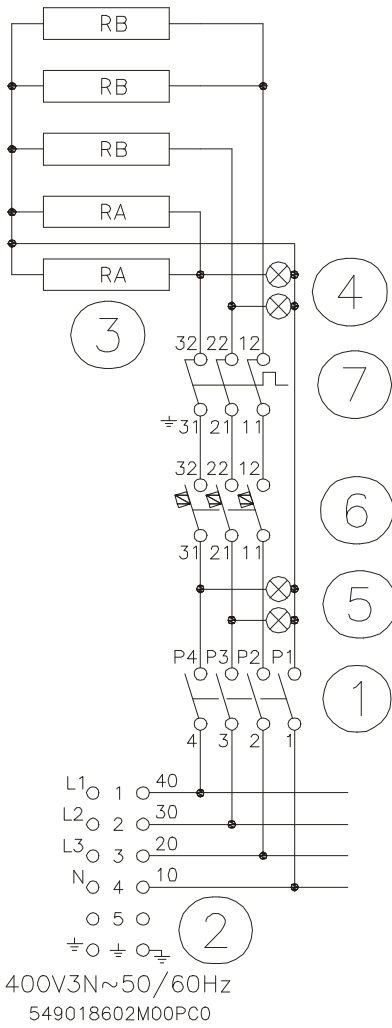 RB
RB
RB
RA
RA
3
4
32 22 12
7
31 21 11
32 22 12
6
31 21 11
5
P4 P3 P2 P1
1
4 3 2 1
L1 1 40
L2 2 30
L3 3 20
N 4 10
5
2
400V3N~50/60Hz
549018602M00PC0